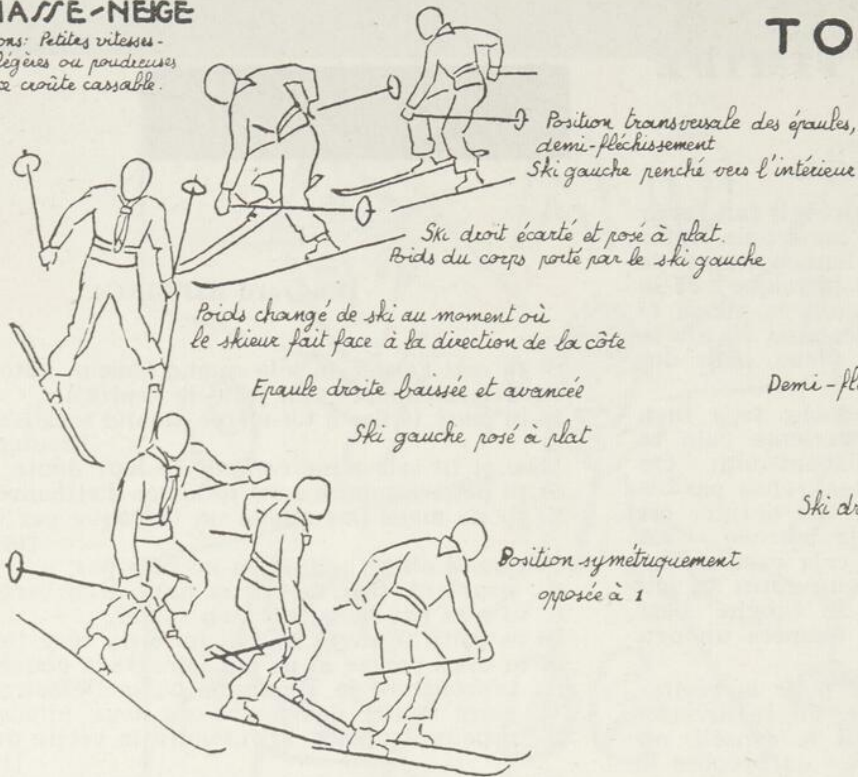 ASSE-NEIGE
ons: Petites vitesses-
légères ou poudreuses
croûte cassable.
TO
Position transversale des épaules,
demi-fléchissement
Ski gauche penché vers l'intérieur
Ski droit écarté et posé à plat.
Poids du corps porté par le ski gauche
Poids changé de ski au moment où
le skieur fait face à la direction de la côte
Epaule droite baissée et avancée
Demi-fl
Ski gauche posé à plat
Ski dr
Position symétriquement
opposée à 1